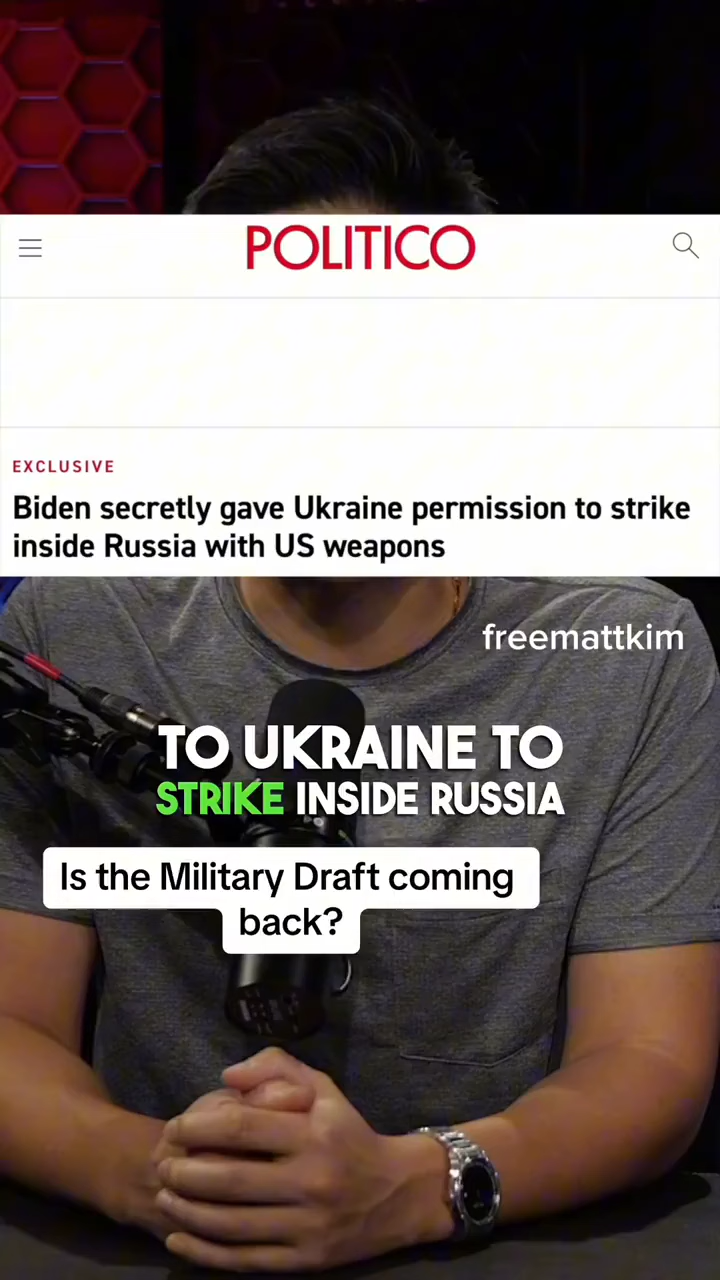 POLITICO
EXCLUSIVE
Biden secretly gave Ukraine permission to strike
inside Russia with US weapons
freemattkim
TO UKRAINE TO
STRIKE INSIDE RUSSIA
Is the Military Draft coming
back?